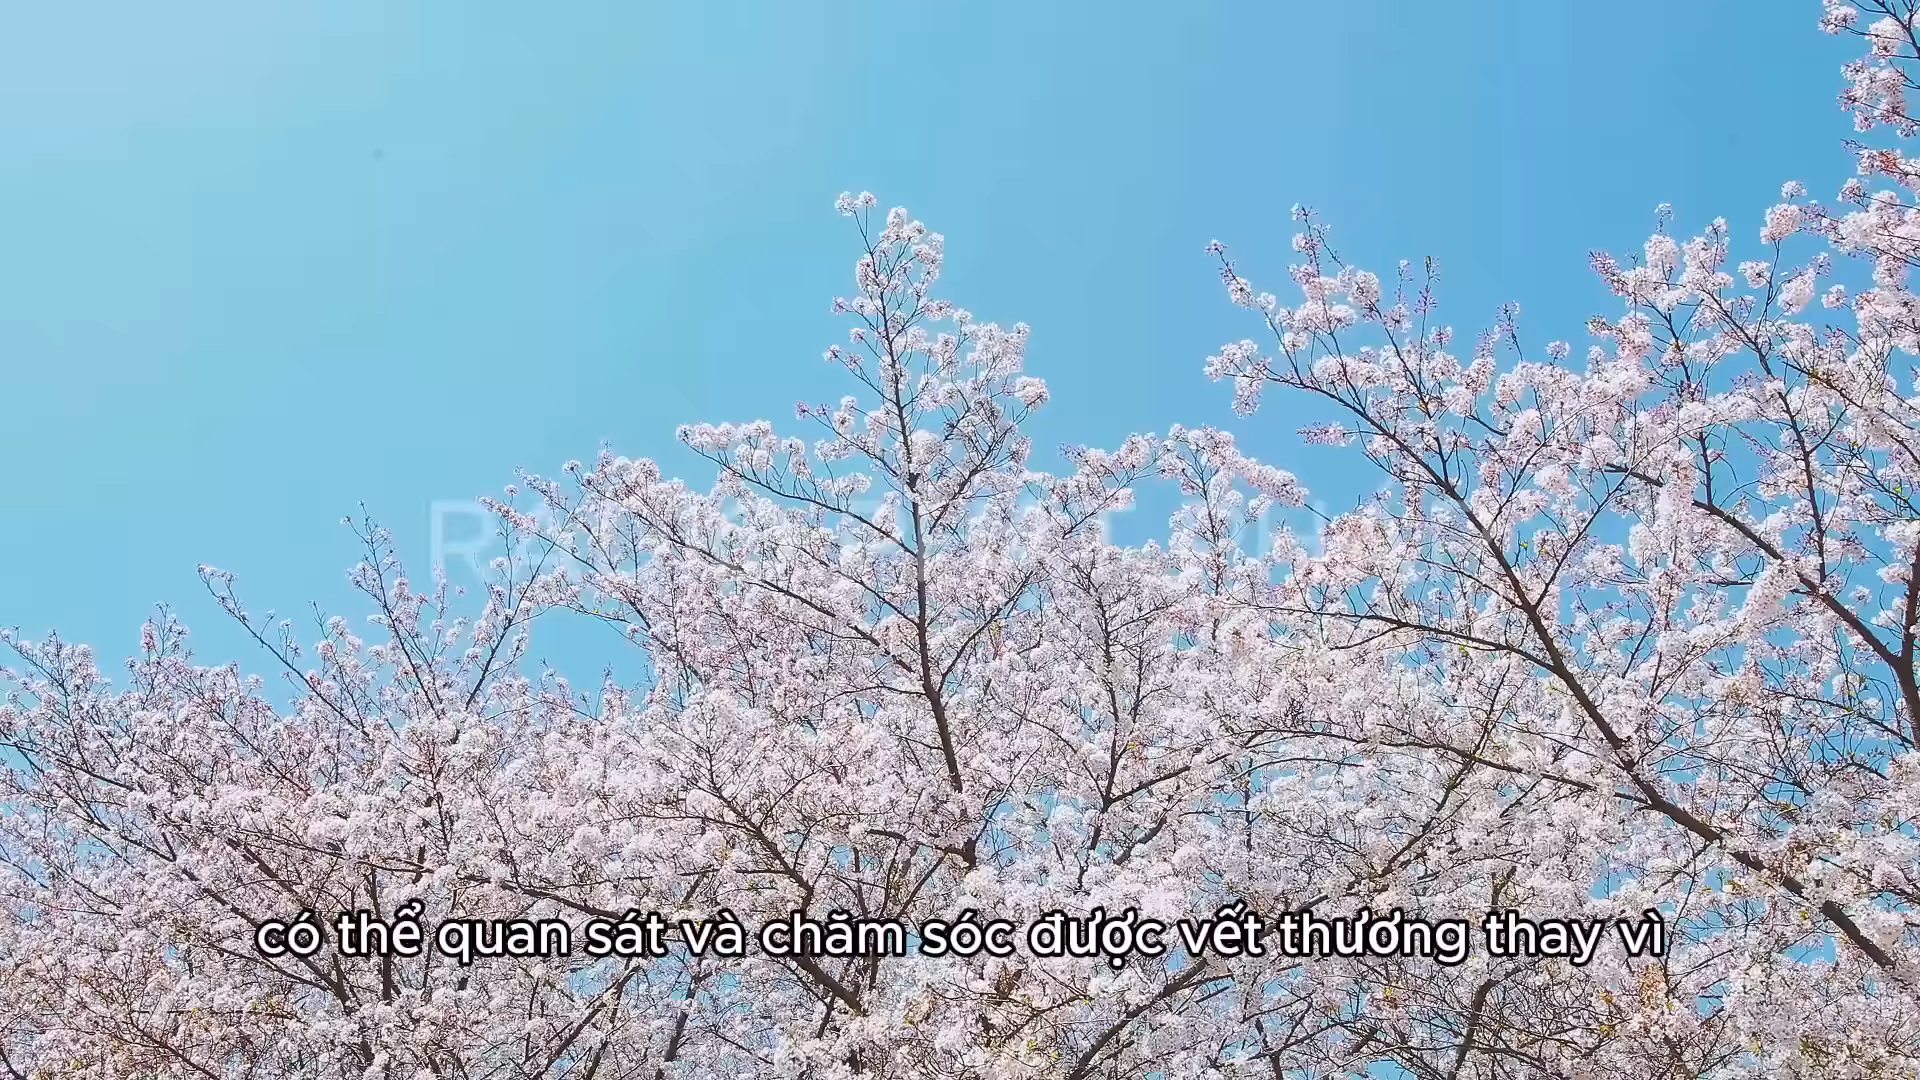 có thể quan sát và chăm sóc được vết thương thay vì